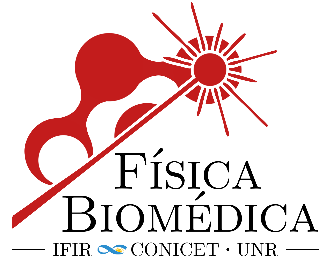 FÍSICA
BIOMÉDICA
IFIR CONICET · UNR